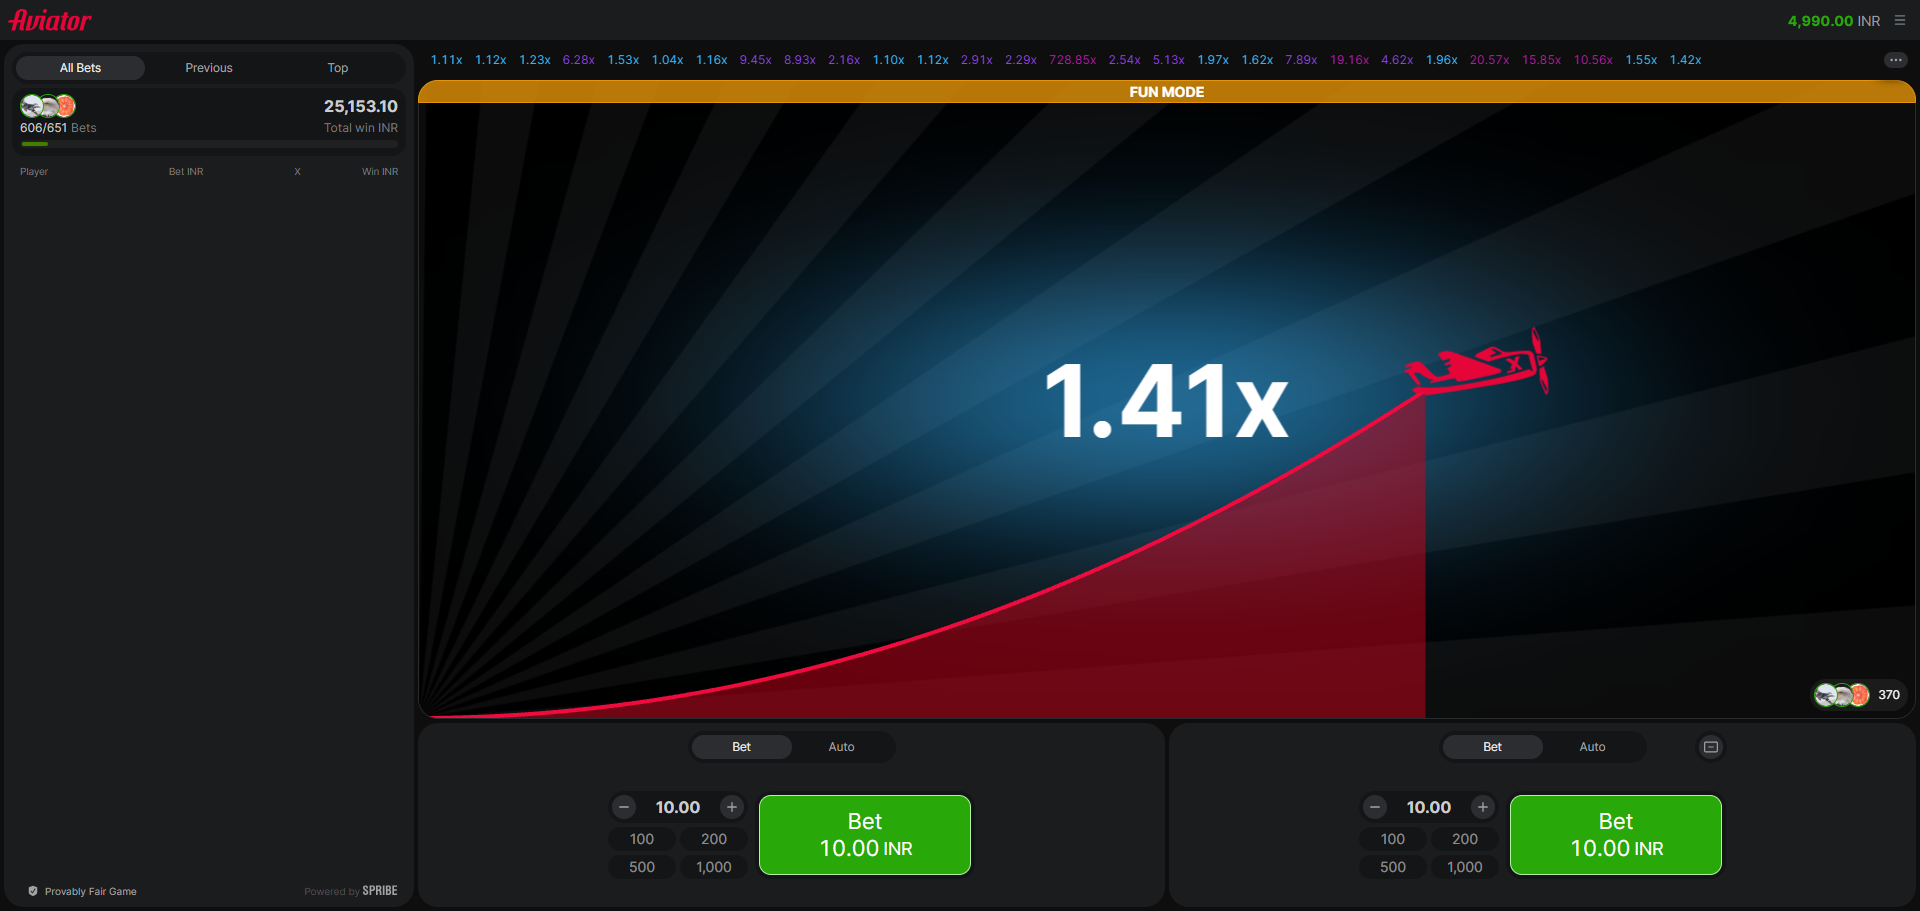 Aviator
4,990.00 INR
All Bets Previous Top
25,153.10
606/651 Bets Total win INR
Player Bet INR X Win INR
Provably Fair Game Powered by SPRIBE
1.11x 1.12x 1.23x 6.28x 1.53x 1.04x 1.16x 9.45x 8.93x 2.16x 1.10x 1.12x 2.91x 2.29x 728.85x 2.54x 5.13x 1.97x 1.62x 7.89x 19.16x 4.62x 1.96x 20.57x 15.85x 10.56x 1.55x 1.42x
FUN MODE
1.41x
X
370
Bet Auto
10.00
100 200
500 1,000
Bet
10.00 INR
Bet Auto
10.00
100 200
500 1,000
Bet
10.00 INR